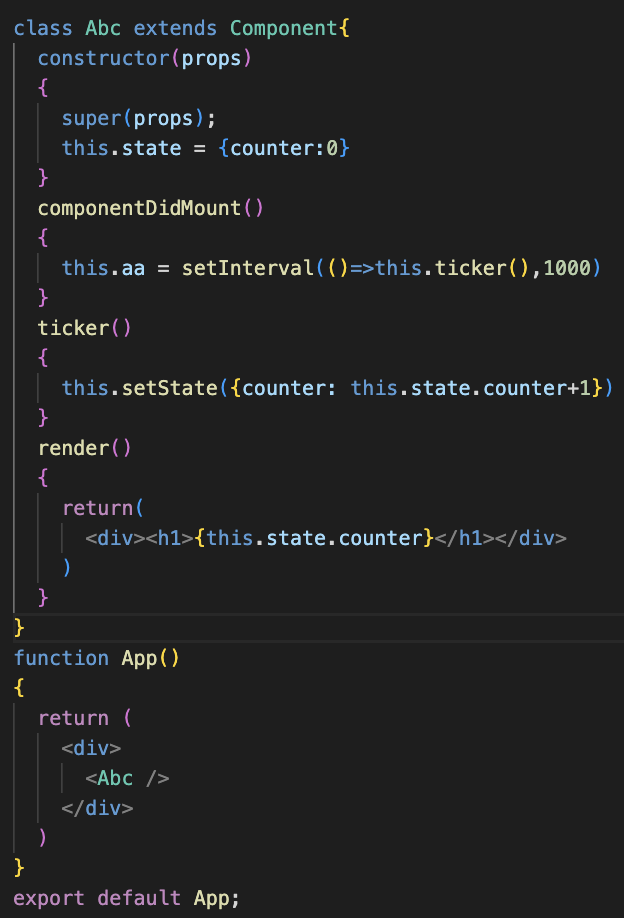 class Abc extends Component{
  constructor(props)
  {
    super(props);
    this.state = {counter:0}
  }
  componentDidMount()
  {
    this.aa = setInterval(()=>this.ticker(),1000)
  }
  ticker()
  {
    this.setState({counter: this.state.counter+1})
  }
  render()
  {
    return(
      <div><h1>{this.state.counter}</h1></div>
    )
  }
}
function App()
{
  return (
    <div>
      <Abc />
    </div>
  )
}
export default App;